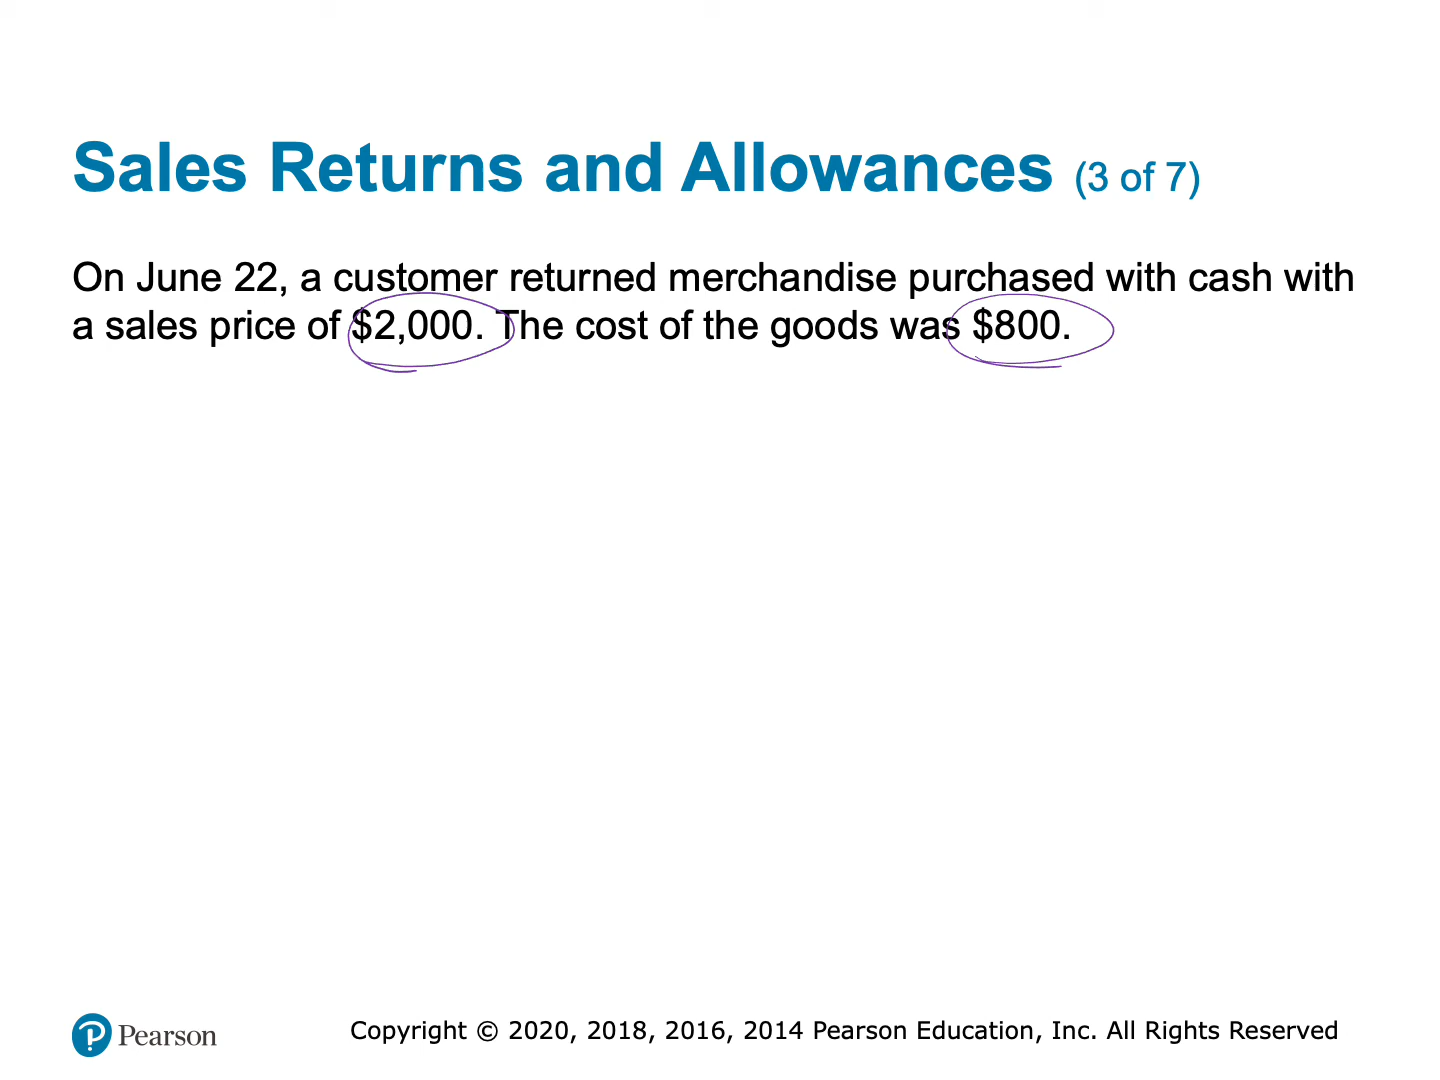 Sales Returns and Allowances (3 of 7)
On June 22, a customer returned merchandise purchased with cash with
a sales price of $2,000. The cost of the goods was $800.
Pearson
Copyright © 2020, 2018, 2016, 2014 Pearson Education, Inc. All Rights Reserved